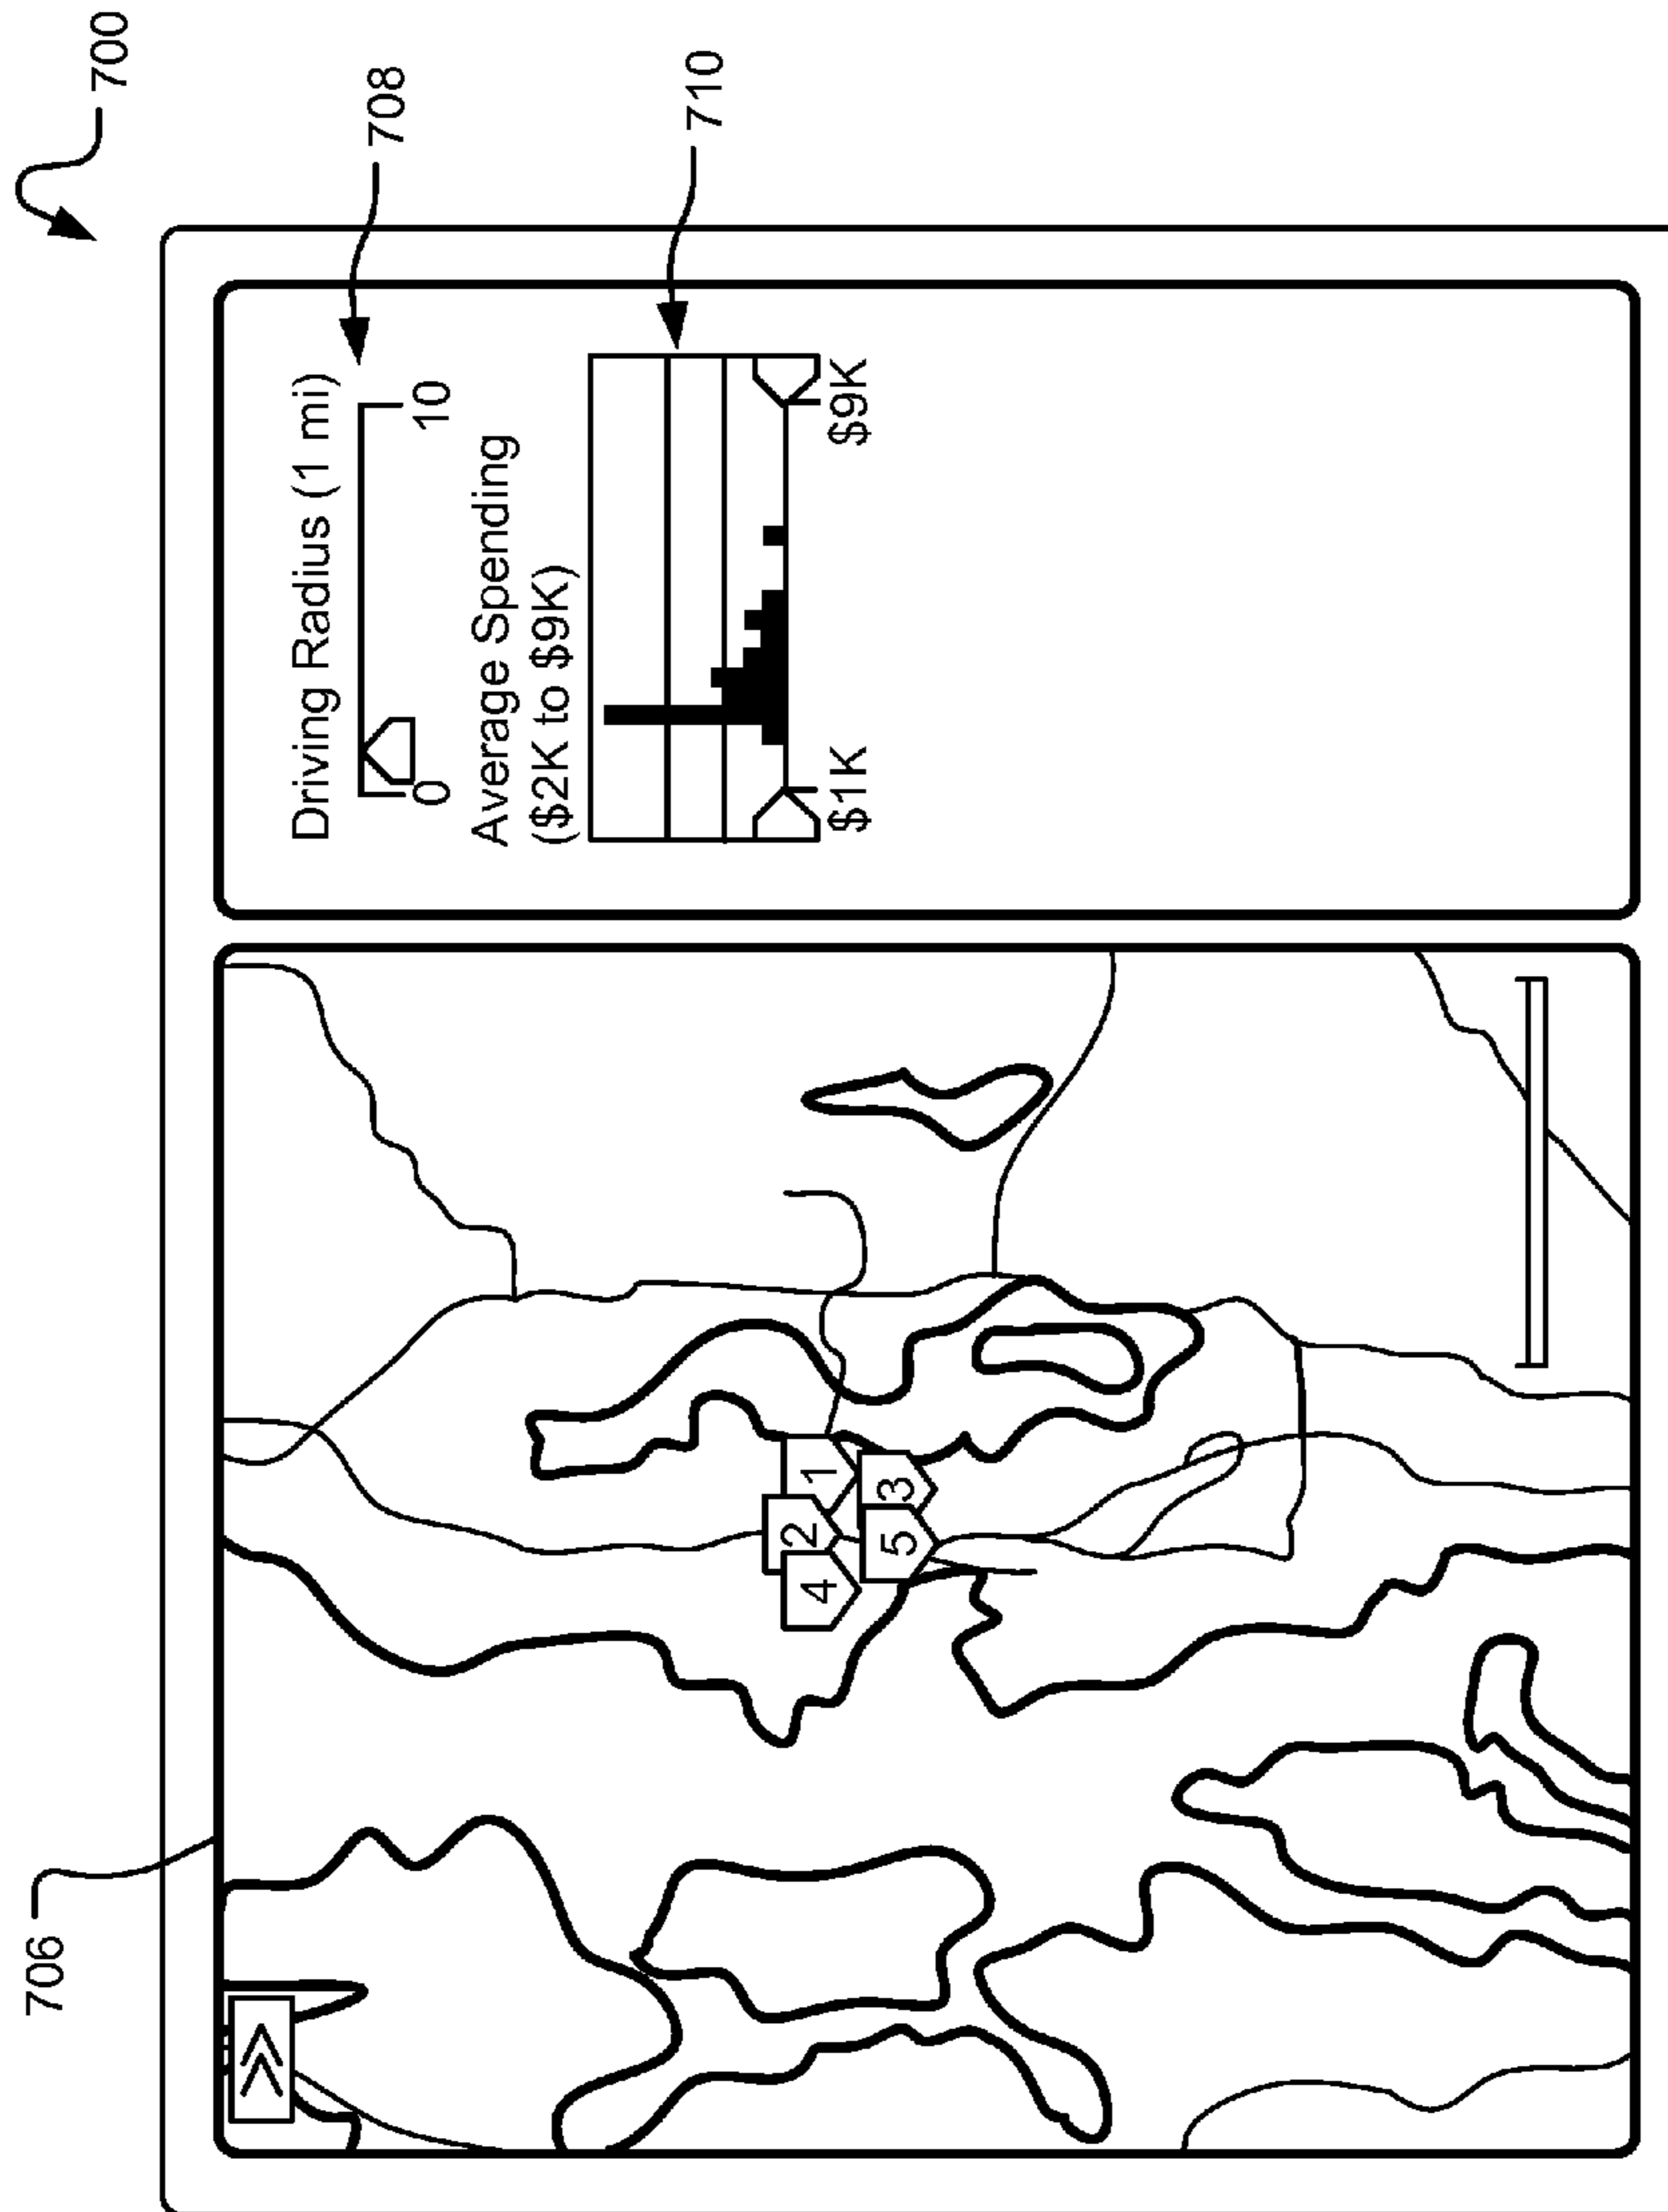 700
706
>>
Driving Radius (1 mi)
708
0
10
Average Spending
($2K to $9K)
710
$1K
$9K
1
2
3
4
5